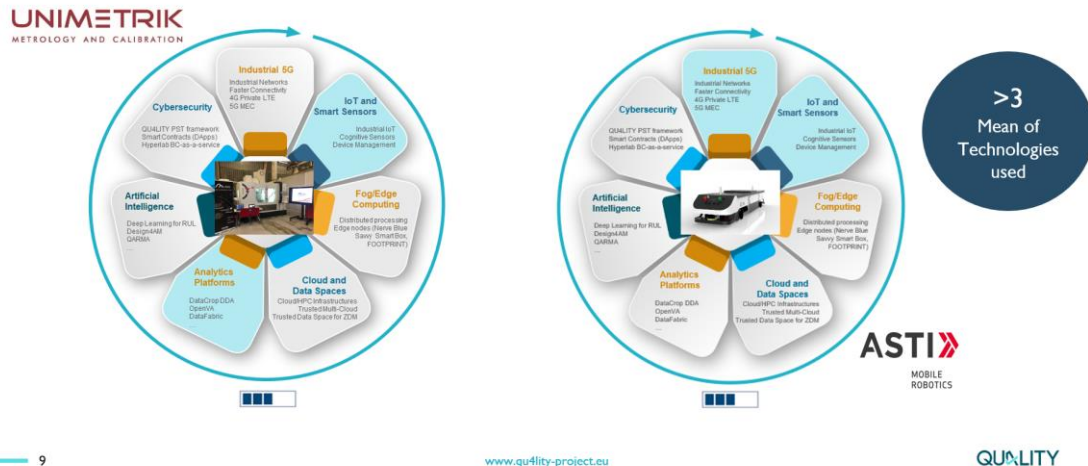 UNIMETRIK
METROLOGY AND CALIBRATION
Industrial 5G
Industrial Networks
Faster Connectivity
4G Private LTE
5G MEC
IoT and
Smart Sensors
Industrial IoT
Cognitive Sensors
Device Management
Fog/Edge
Computing
Distributed processing
Edge nodes (Nerve Blue
Savvy SmartBox,
FOOTPRINT)
Cloud and
Data Spaces
Cloud/HPC Infrastructures
Trusted Multi-Cloud
Trusted Data Space for ZDM
Analytics
Platforms
DataCrop DDA
OpenVA
DataFabric
...
Artificial
Intelligence
Deep Learning for RUL
Design4AM
QARMA
...
Cybersecurity
QU4LITY PST framework
Smart Contracts (DApps)
Hyperlab BC-as-a-service
Industrial 5G
Industrial Networks
Faster Connectivity
4G Private LTE
5G MEC
IoT and
Smart Sensors
Industrial IoT
Cognitive Sensors
Device Management
Fog/Edge
Computing
Distributed processing
Edge nodes (Nerve Blue
Savvy SmartBox,
FOOTPRINT)
Cloud and
Data Spaces
Cloud/HPC Infrastructures
Trusted Multi-Cloud
Trusted Data Space for ZDM
Analytics
Platforms
DataCrop DDA
OpenVA
DataFabric
...
Artificial
Intelligence
Deep Learning for RUL
Design4AM
QARMA
...
Cybersecurity
QU4LITY PST framework
Smart Contracts (DApps)
Hyperlab BC-as-a-service
>3
Mean of
Technologies
used
ASTI
MOBILE
ROBOTICS
9
www.qu4lity-project.eu
QU4LITY